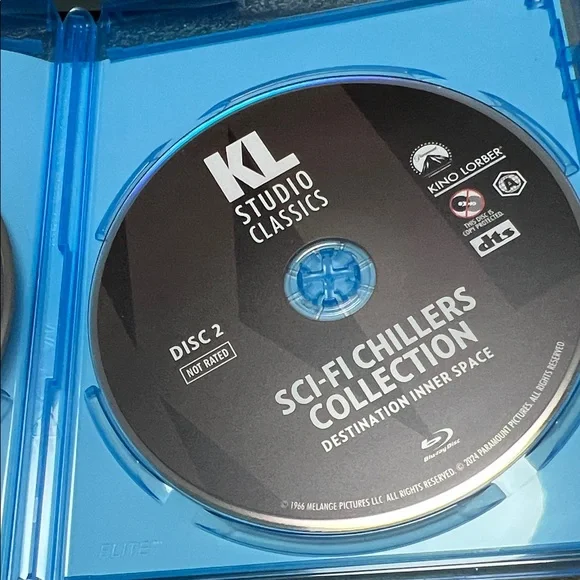 KL
STUDIO
CLASSICS
KINO LORBER
A
THIS DISC IS
COPY PROTECTED.
dts
DISC 2
NOT RATED
SCI-FI CHILLERS
COLLECTION
DESTINATION INNER SPACE
Blu-ray Disc
© 1966 MELANGE PICTURES LLC. ALL RIGHTS RESERVED. © 2024 PARAMOUNT PICTURES. ALL RIGHTS RESERVED
ELITE